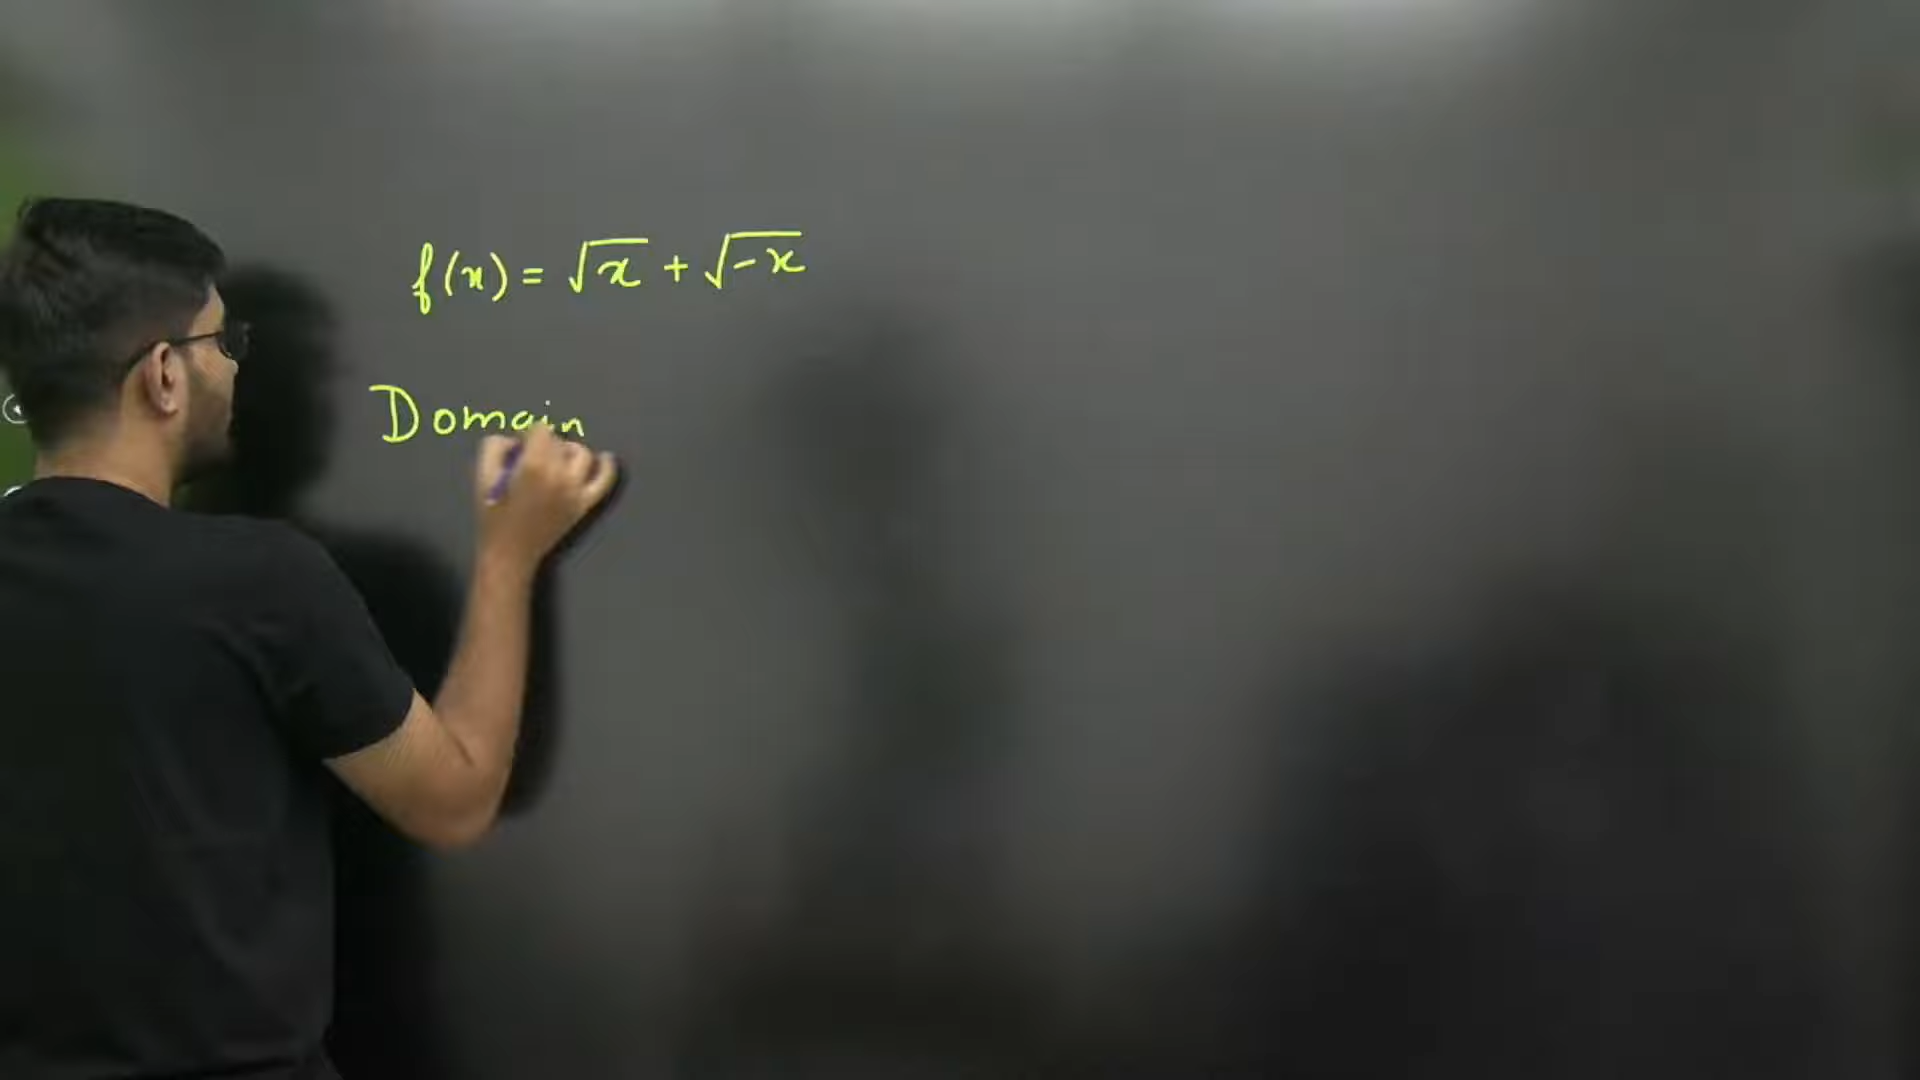 f(x) = √x + √-x
Domain